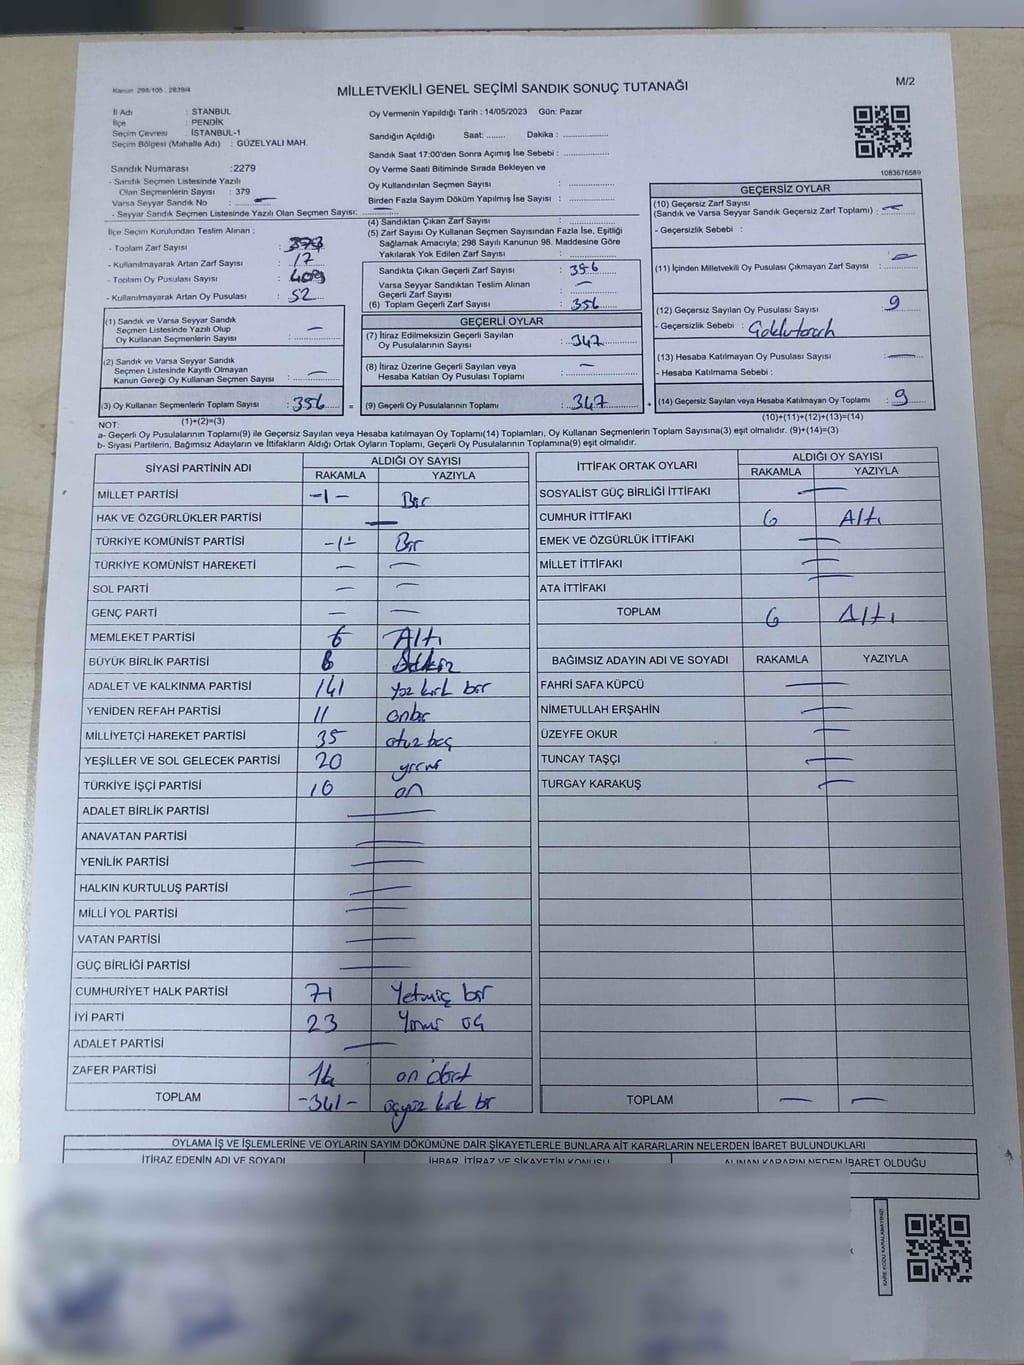 Kanun: 298/105 , 2839/4
MİLLETVEKİLİ GENEL SEÇİMİ SANDIK SONUÇ TUTANAĞI
M/2
İl Adı : STANBUL
İlçe : PENDİK
Seçim Çevresi : İSTANBUL-1
Seçim Bölgesi (Mahalle Adı) : GÜZELYALI MAH.
Sandık Numarası :2279
- Sandık Seçmen Listesinde Yazılı
Olan Seçmenlerin Sayısı : 379
Varsa Seyyar Sandık No : —
- Seyyar Sandık Seçmen Listesinde Yazılı Olan Seçmen Sayısı: —
Oy Vermenin Yapıldığı Tarih : 14/05/2023 Gün: Pazar
Sandığın Açıldığı Saat: ........ Dakika : ....................
Sandık Saat 17:00'den Sonra Açımış İse Sebebi : ....................
Oy Verme Saati Bitiminde Sırada Bekleyen ve
Oy Kullandırılan Seçmen Sayısı : ....................
Birden Fazla Sayım Döküm Yapılmış İse Sayısı : ....................
1083676589
İlçe Seçim Kurulundan Teslim Alınan :
- Toplam Zarf Sayısı :
- Kullanılmayarak Artan Zarf Sayısı : 17
- Toplam Oy Pusulası Sayısı : 409
- Kullanılmayarak Artan Oy Pusulası : 52
(1) Sandık ve Varsa Seyyar Sandık
Seçmen Listesinde Yazılı Olup
Oy Kullanan Seçmenlerin Sayısı : —
(2) Sandık ve Varsa Seyyar Sandık
Seçmen Listesinde Kayıtlı Olmayan
Kanun Gereği Oy Kullanan Seçmen Sayısı : —
(3) Oy Kullanan Seçmenlerin Toplam Sayısı : 356 =
(1)+(2)=(3)
(4) Sandıktan Çıkan Zarf Sayısı : ....................
(5) Zarf Sayısı Oy Kullanan Seçmen Sayısından Fazla İse, Eşitliği
Sağlamak Amacıyla; 298 Sayılı Kanunun 98. Maddesine Göre
Yakılarak Yok Edilen Zarf Sayısı : ....................
Sandıkta Çıkan Geçerli Zarf Sayısı : 356
Varsa Seyyar Sandıktan Teslim Alınan
Geçerli Zarf Sayısı : —
(6) Toplam Geçerli Zarf Sayısı : 356
GEÇERLİ OYLAR
(7) İtiraz Edilmeksizin Geçerli Sayılan
Oy Pusulalarının Sayısı : 347
(8) İtiraz Üzerine Geçerli Sayılan veya
Hesaba Katılan Oy Pusulası Toplamı : —
(9) Geçerli Oy Pusulalarının Toplamı : 347 +
GEÇERSİZ OYLAR
(10) Geçersiz Zarf Sayısı
(Sandık ve Varsa Seyyar Sandık Geçersiz Zarf Toplamı) : —
- Geçersizlik Sebebi :
(11) İçinden Milletvekili Oy Pusulası Çıkmayan Zarf Sayısı : —
(12) Geçersiz Sayılan Oy Pusulası Sayısı : 9
- Geçersizlik Sebebi :
(13) Hesaba Katılmayan Oy Pusulası Sayısı : —
- Hesaba Katılmama Sebebi :
(14) Geçersiz Sayılan veya Hesaba Katılmayan Oy Toplamı : 9
(10)+(11)+(12)+(13)=(14)
NOT:
a- Geçerli Oy Pusulalarının Toplamı(9) ile Geçersiz Sayılan veya Hesaba Katılmayan Oy Toplamı(14) Toplamları, Oy Kullanan Seçmenlerin Toplam Sayısına(3) eşit olmalıdır. (9)+(14)=(3)
b- Siyasi Partilerin, Bağımsız Adayların ve İttifakların Aldığı Ortak Oyların Toplamı, Geçerli Oy Pusulalarının Toplamına(9) eşit olmalıdır.
SİYASİ PARTİNİN ADI ALDIĞI OY SAYISI
RAKAMLA YAZIYLA
MİLLET PARTİSİ -1- Bir
HAK VE ÖZGÜRLÜKLER PARTİSİ —
TÜRKİYE KOMÜNİST PARTİSİ -1- Bir
TÜRKİYE KOMÜNİST HAREKETİ — —
SOL PARTİ — —
GENÇ PARTİ — —
MEMLEKET PARTİSİ 6 Altı
BÜYÜK BİRLİK PARTİSİ 8 Sekiz
ADALET VE KALKINMA PARTİSİ 141 yüz kırk bir
YENİDEN REFAH PARTİSİ 11 onbir
MİLLİYETÇİ HAREKET PARTİSİ 35 otuz beş
YEŞİLLER VE SOL GELECEK PARTİSİ 20 yirmi
TÜRKİYE İŞÇİ PARTİSİ 10 on
ADALET BİRLİK PARTİSİ —
ANAVATAN PARTİSİ —
YENİLİK PARTİSİ —
HALKIN KURTULUŞ PARTİSİ —
MİLLİ YOL PARTİSİ —
VATAN PARTİSİ —
GÜÇ BİRLİĞİ PARTİSİ —
CUMHURİYET HALK PARTİSİ 71 Yetmiş bir
İYİ PARTİ 23 Yirmi üç
ADALET PARTİSİ —
ZAFER PARTİSİ 14 on dört
TOPLAM -341- üçyüz kırk bir
İTTİFAK ORTAK OYLARI ALDIĞI OY SAYISI
RAKAMLA YAZIYLA
SOSYALİST GÜÇ BİRLİĞİ İTTİFAKI —
CUMHUR İTTİFAKI 6 Altı
EMEK VE ÖZGÜRLÜK İTTİFAKI —
MİLLET İTTİFAKI —
ATA İTTİFAKI —
TOPLAM 6 Altı
BAĞIMSIZ ADAYIN ADI VE SOYADI RAKAMLA YAZIYLA
FAHRİ SAFA KÜPCÜ —
NİMETULLAH ERŞAHİN —
ÜZEYFE OKUR —
TUNCAY TAŞÇI —
TURGAY KARAKUŞ —
TOPLAM — —
OYLAMA İŞ VE İŞLEMLERİNE VE OYLARIN SAYIM DÖKÜMÜNE DAİR ŞİKAYETLERLE BUNLARA AİT KARARLARIN NELERDEN İBARET BULUNDUKLARI
İTİRAZ EDENİN ADI VE SOYADI İHBAR, İTİRAZ VE ŞİKAYETİN KONUSU ALINAN KARARIN NEDEN İBARET OLDUĞU
KARE KODU KARALAMAYINIZ!